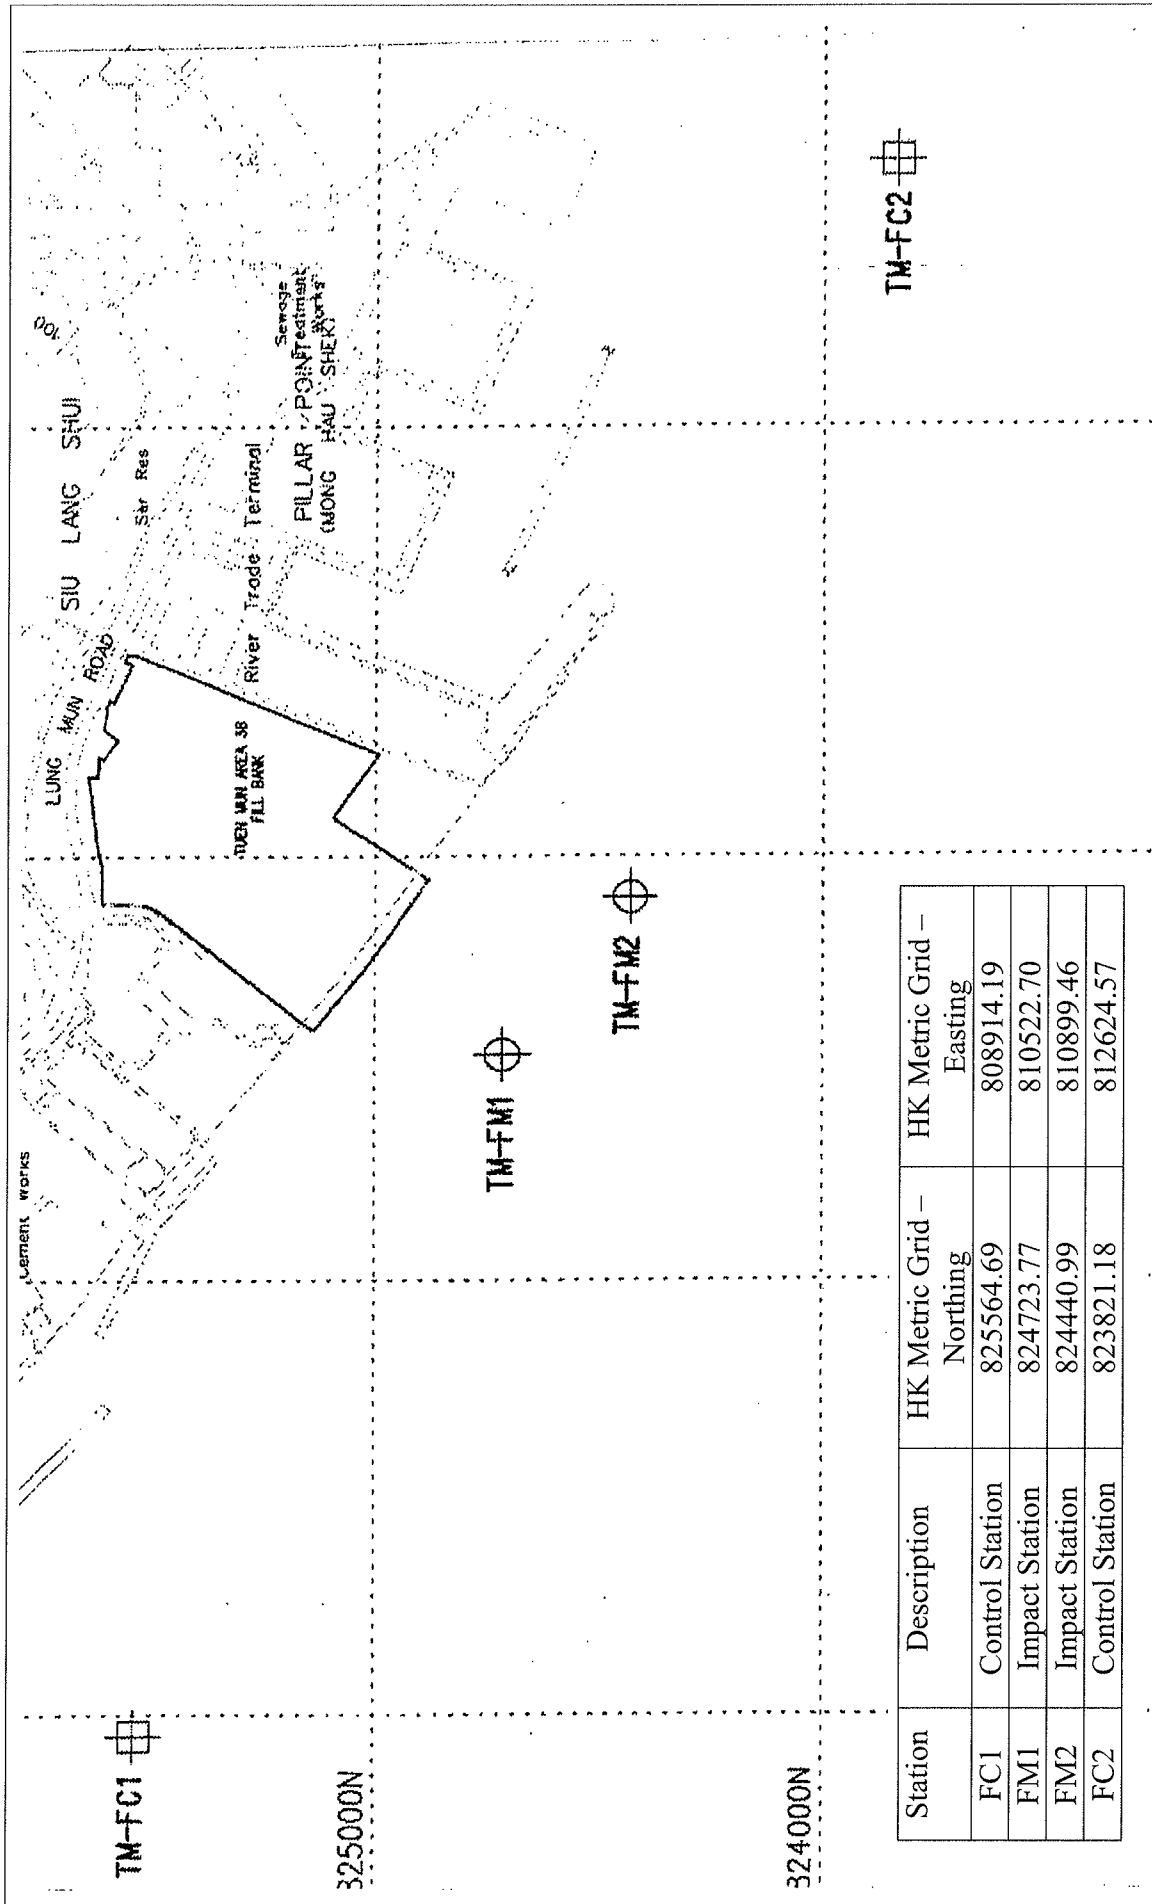 Cement Works
LUNG MUN ROAD
SIU LANG SHUI
100
Ser Res
River Trade Terminal
Sewage
Treatment
Works
PILLAR POINT
(MONG HAU SHEK)
TUEN MUN AREA 38
FILL BANK
TM-FC1
TM-FM1
TM-FM2
TM-FC2
825000N
824000N
Station Description HK Metric Grid – Northing HK Metric Grid – Easting
FC1 Control Station 825564.69 808914.19
FM1 Impact Station 824723.77 810522.70
FM2 Impact Station 824440.99 810899.46
FC2 Control Station 823821.18 812624.57